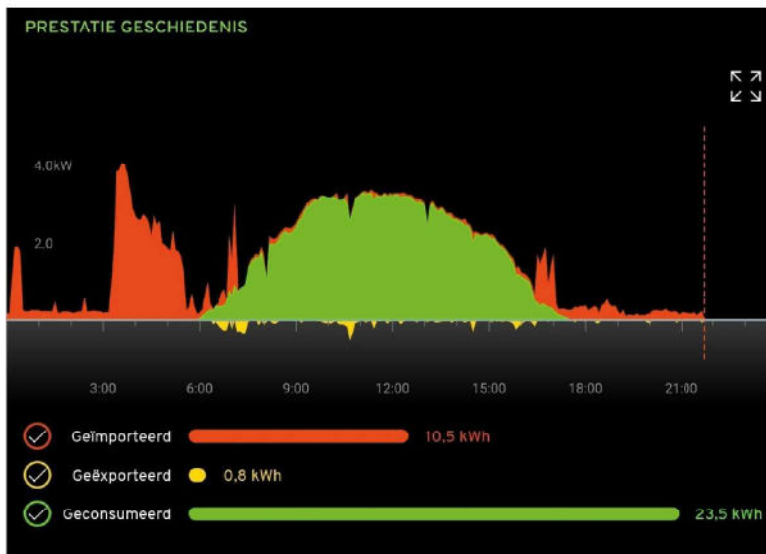 PRESTATIE GESCHIEDENIS
4.0kW
2.0
3:00 6:00 9:00 12:00 15:00 18:00 21:00
Geïmporteerd 10,5 kWh
Geëxporteerd 0,8 kWh
Geconsumeerd 23,5 kWh